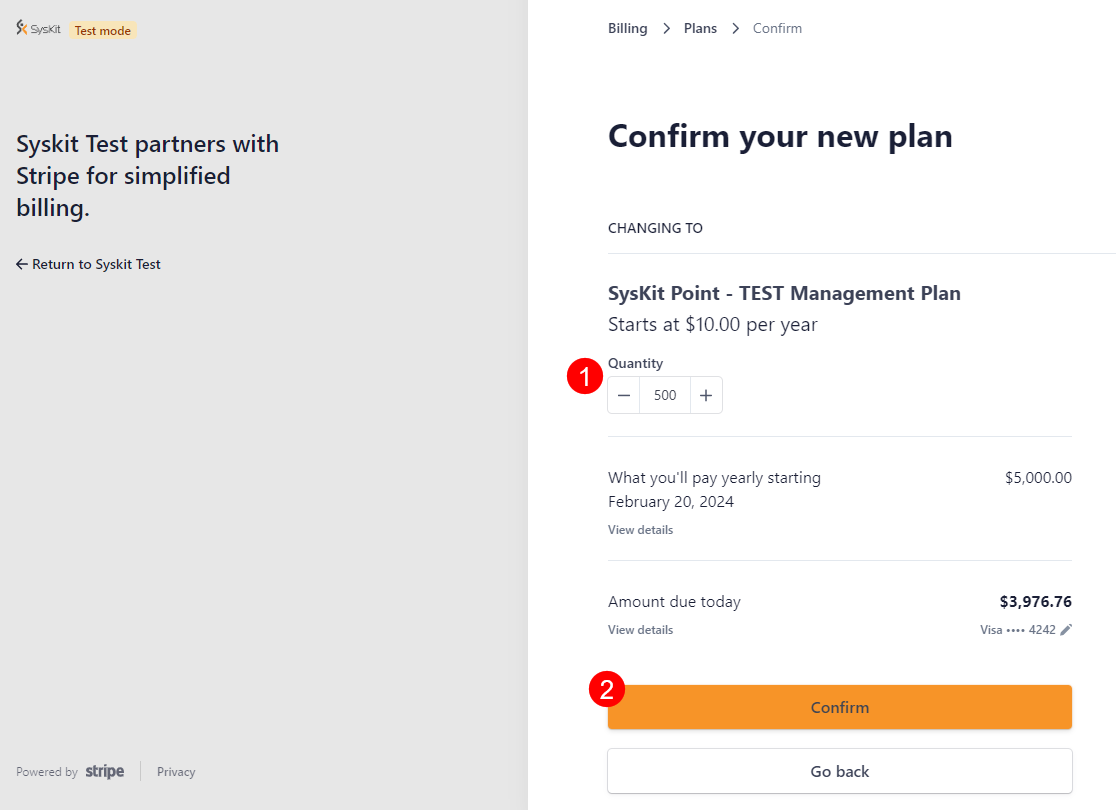 SysKit Test mode
Syskit Test partners with
Stripe for simplified
billing.
Return to Syskit Test
Powered by stripe Privacy
Billing Plans Confirm
Confirm your new plan
CHANGING TO
SysKit Point - TEST Management Plan
Starts at $10.00 per year
1
Quantity
− 500 +
What you'll pay yearly starting $5,000.00
February 20, 2024
View details
Amount due today $3,976.76
View details Visa •••• 4242
2
Confirm
Go back